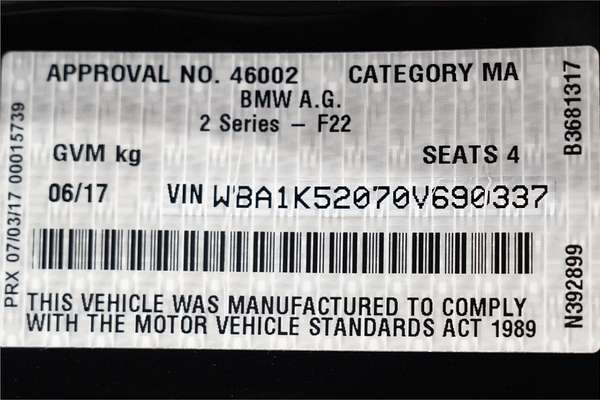 APPROVAL NO. 46002 CATEGORY MA
BMW A.G.
2 Series – F22
GVM kg SEATS 4
06/17 VIN WBA1K52070V690337
THIS VEHICLE WAS MANUFACTURED TO COMPLY
WITH THE MOTOR VEHICLE STANDARDS ACT 1989
PRX 07/03/17 00015739
B3681317
N392899